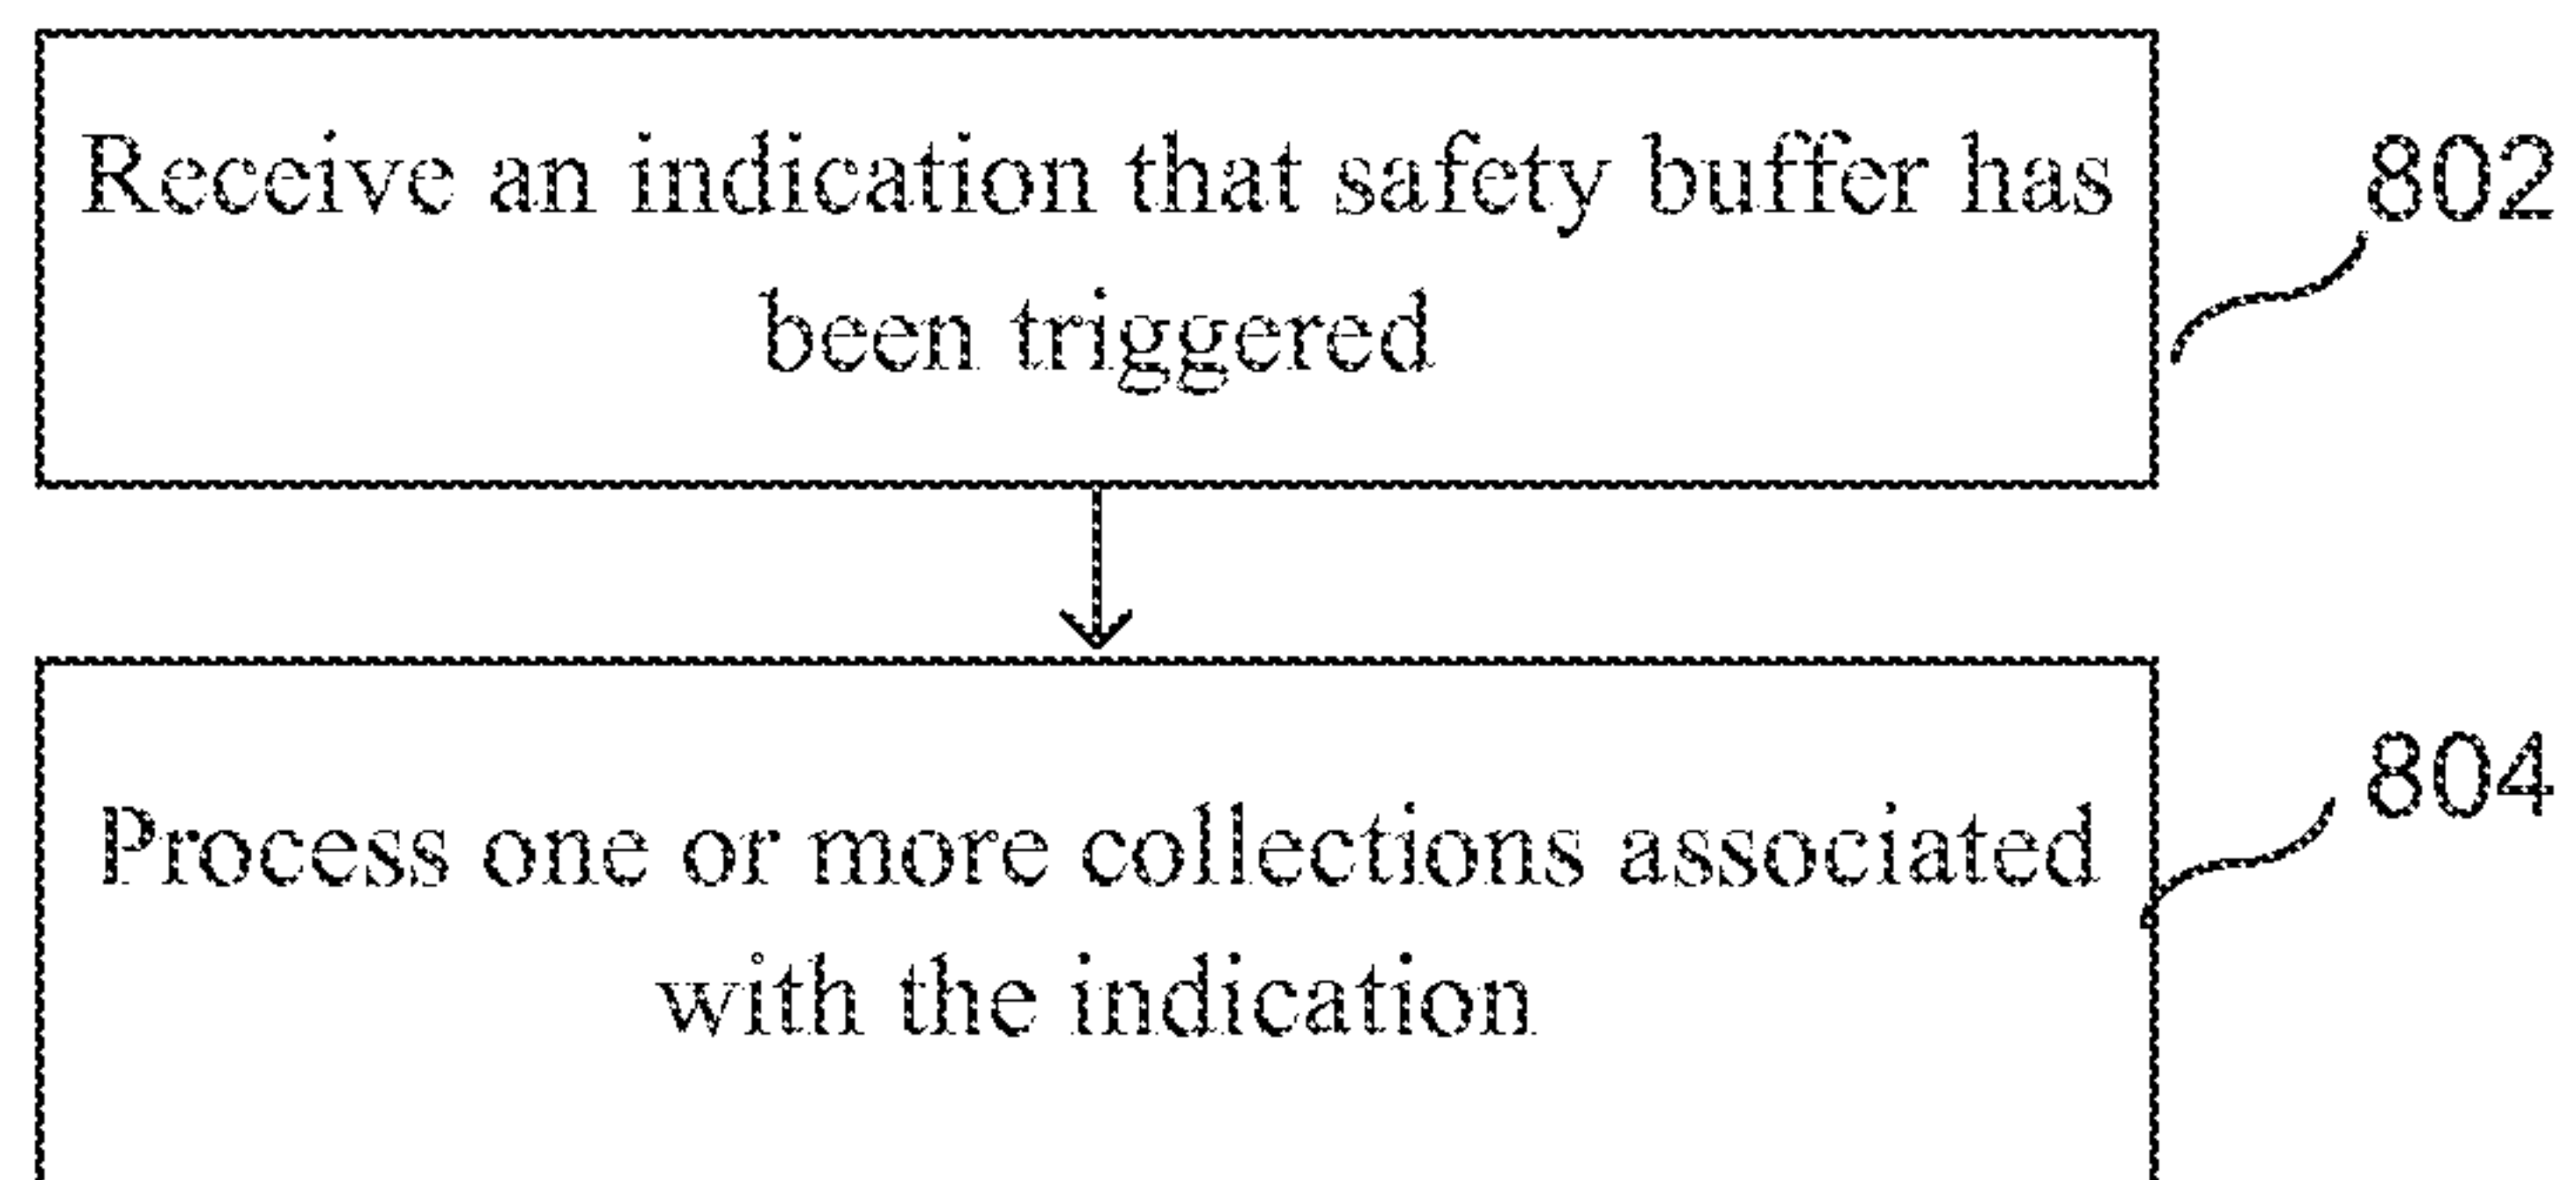 Receive an indication that safety buffer has
been triggered
802
Process one or more collections associated
with the indication
804